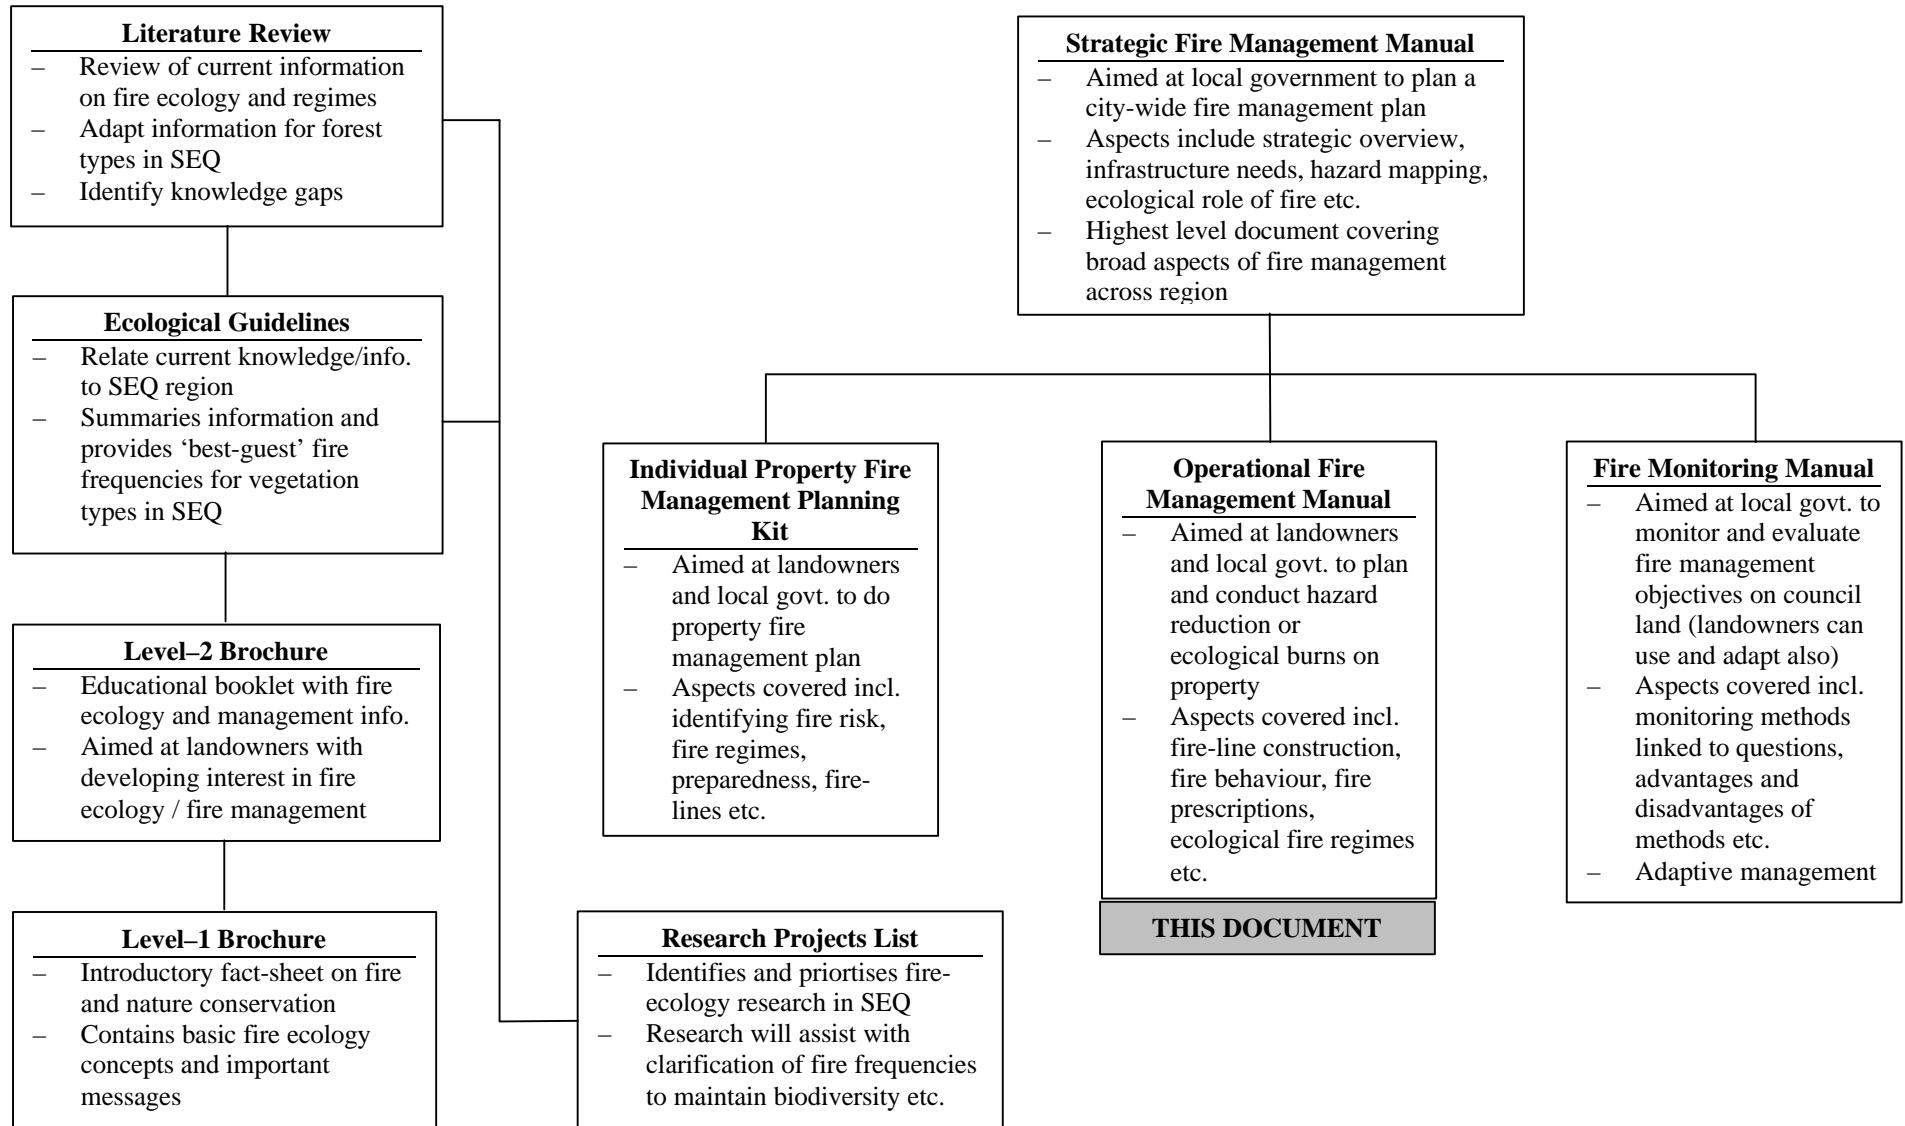 Literature Review
– Review of current information
on fire ecology and regimes
– Adapt information for forest
types in SEQ
– Identify knowledge gaps
Ecological Guidelines
– Relate current knowledge/info.
to SEQ region
– Summaries information and
provides ‘best-guest’ fire
frequencies for vegetation
types in SEQ
Level–2 Brochure
– Educational booklet with fire
ecology and management info.
– Aimed at landowners with
developing interest in fire
ecology / fire management
Level–1 Brochure
– Introductory fact-sheet on fire
and nature conservation
– Contains basic fire ecology
concepts and important
messages
Strategic Fire Management Manual
– Aimed at local government to plan a
city-wide fire management plan
– Aspects include strategic overview,
infrastructure needs, hazard mapping,
ecological role of fire etc.
– Highest level document covering
broad aspects of fire management
across region
Individual Property Fire
Management Planning
Kit
– Aimed at landowners
and local govt. to do
property fire
management plan
– Aspects covered incl.
identifying fire risk,
fire regimes,
preparedness, fire-
lines etc.
Operational Fire
Management Manual
– Aimed at landowners
and local govt. to plan
and conduct hazard
reduction or
ecological burns on
property
– Aspects covered incl.
fire-line construction,
fire behaviour, fire
prescriptions,
ecological fire regimes
etc.
THIS DOCUMENT
Fire Monitoring Manual
– Aimed at local govt. to
monitor and evaluate
fire management
objectives on council
land (landowners can
use and adapt also)
– Aspects covered incl.
monitoring methods
linked to questions,
advantages and
disadvantages of
methods etc.
– Adaptive management
Research Projects List
– Identifies and priortises fire-
ecology research in SEQ
– Research will assist with
clarification of fire frequencies
to maintain biodiversity etc.